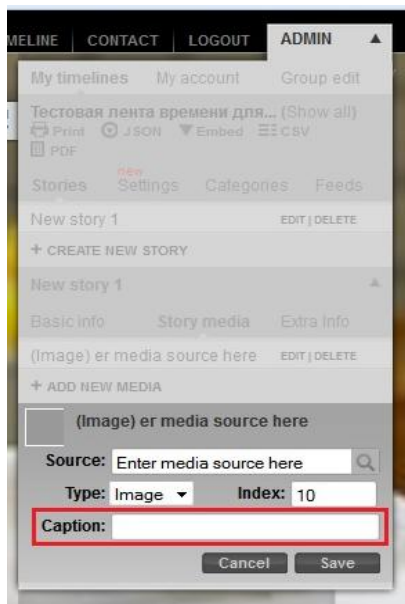 MELINE CONTACT LOGOUT ADMIN ▲
My timelines My account Group edit
Тестовая лента времени для... (Show all)
Print JSON ▼Embed CSV
PDF
new
Stories Settings Categories Feeds
New story 1 EDIT | DELETE
+ CREATE NEW STORY
New story 1 ▲
Basic info Story media Extra Info
(Image) er media source here EDIT | DELETE
+ ADD NEW MEDIA
(Image) er media source here
Source: Enter media source here
Type: Image ▼ Index: 10
Caption:
Cancel Save